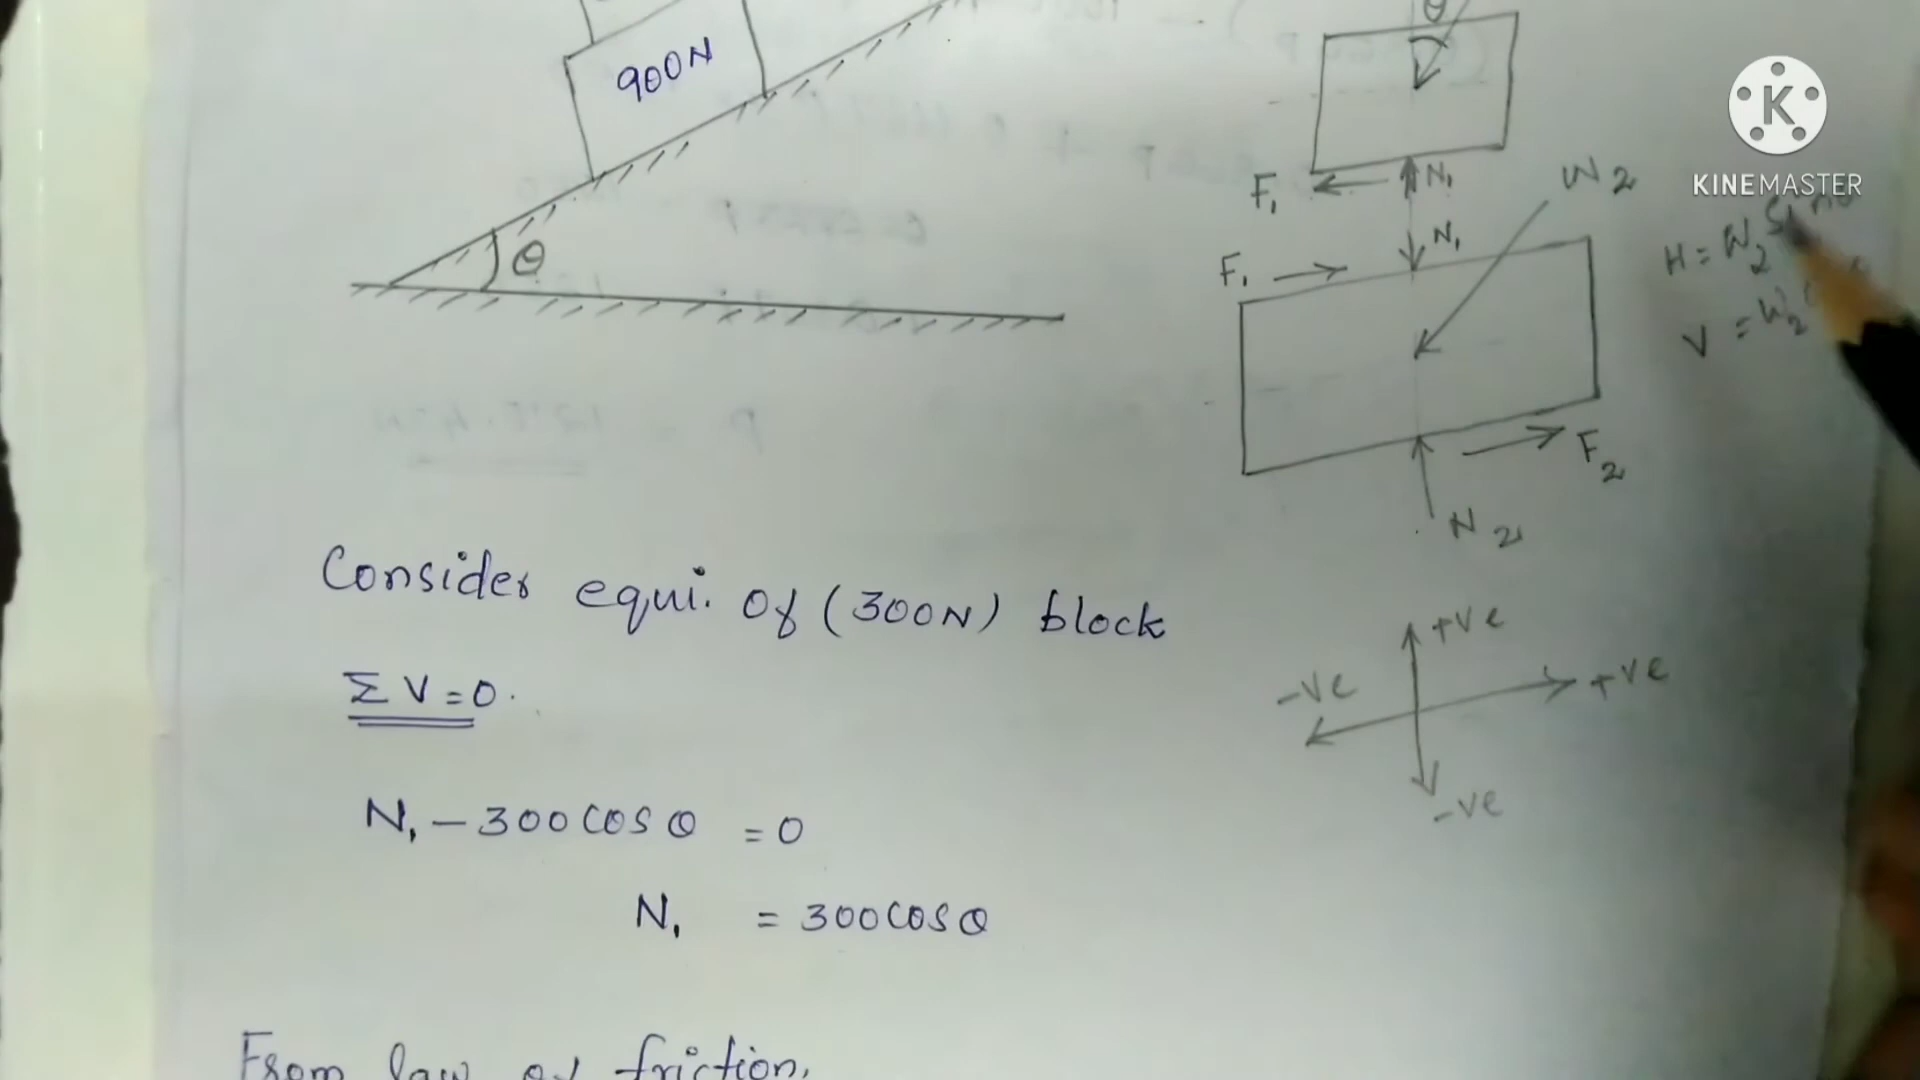 900N
θ
θ
F₁
N₁
W₂
N₁
F₁
F₂
N₂
H = W₂ Sinθ
V = W₂
K
KINEMASTER
Consider equi. Of (300N) block
Σ V = 0.
N₁ - 300 COS θ = 0
N₁ = 300 COS θ
From law of friction,
+ve
-ve
+ve
-ve